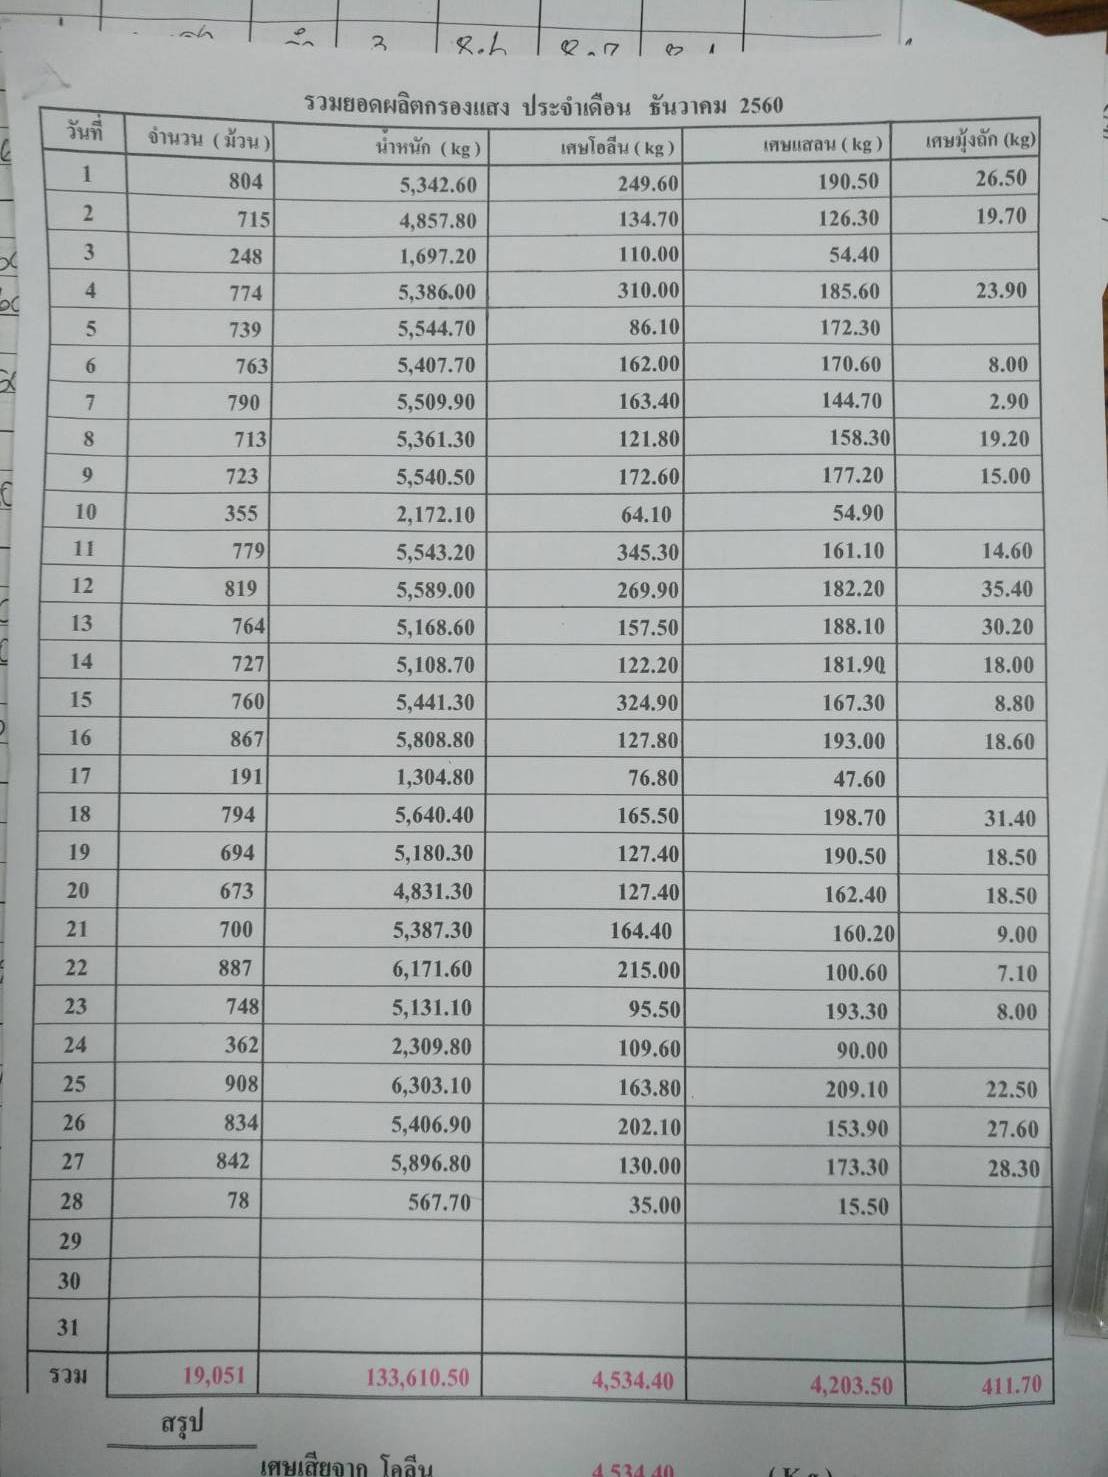 รวมยอดผลิตกรองแสง ประจำเดือน ธันวาคม 2560
วันที่ จำนวน ( ม้วน ) น้ำหนัก ( kg ) เศษโอลีน ( kg ) เศษแสลน ( kg ) เศษมุ้งถัก (kg)
1 804 5,342.60 249.60 190.50 26.50
2 715 4,857.80 134.70 126.30 19.70
3 248 1,697.20 110.00 54.40
4 774 5,386.00 310.00 185.60 23.90
5 739 5,544.70 86.10 172.30
6 763 5,407.70 162.00 170.60 8.00
7 790 5,509.90 163.40 144.70 2.90
8 713 5,361.30 121.80 158.30 19.20
9 723 5,540.50 172.60 177.20 15.00
10 355 2,172.10 64.10 54.90
11 779 5,543.20 345.30 161.10 14.60
12 819 5,589.00 269.90 182.20 35.40
13 764 5,168.60 157.50 188.10 30.20
14 727 5,108.70 122.20 181.90 18.00
15 760 5,441.30 324.90 167.30 8.80
16 867 5,808.80 127.80 193.00 18.60
17 191 1,304.80 76.80 47.60
18 794 5,640.40 165.50 198.70 31.40
19 694 5,180.30 127.40 190.50 18.50
20 673 4,831.30 127.40 162.40 18.50
21 700 5,387.30 164.40 160.20 9.00
22 887 6,171.60 215.00 100.60 7.10
23 748 5,131.10 95.50 193.30 8.00
24 362 2,309.80 109.60 90.00
25 908 6,303.10 163.80 209.10 22.50
26 834 5,406.90 202.10 153.90 27.60
27 842 5,896.80 130.00 173.30 28.30
28 78 567.70 35.00 15.50
29
30
31
รวม 19,051 133,610.50 4,534.40 4,203.50 411.70
สรุป
เศษเสียจาก โอลีน 4,534.40 ( K g )